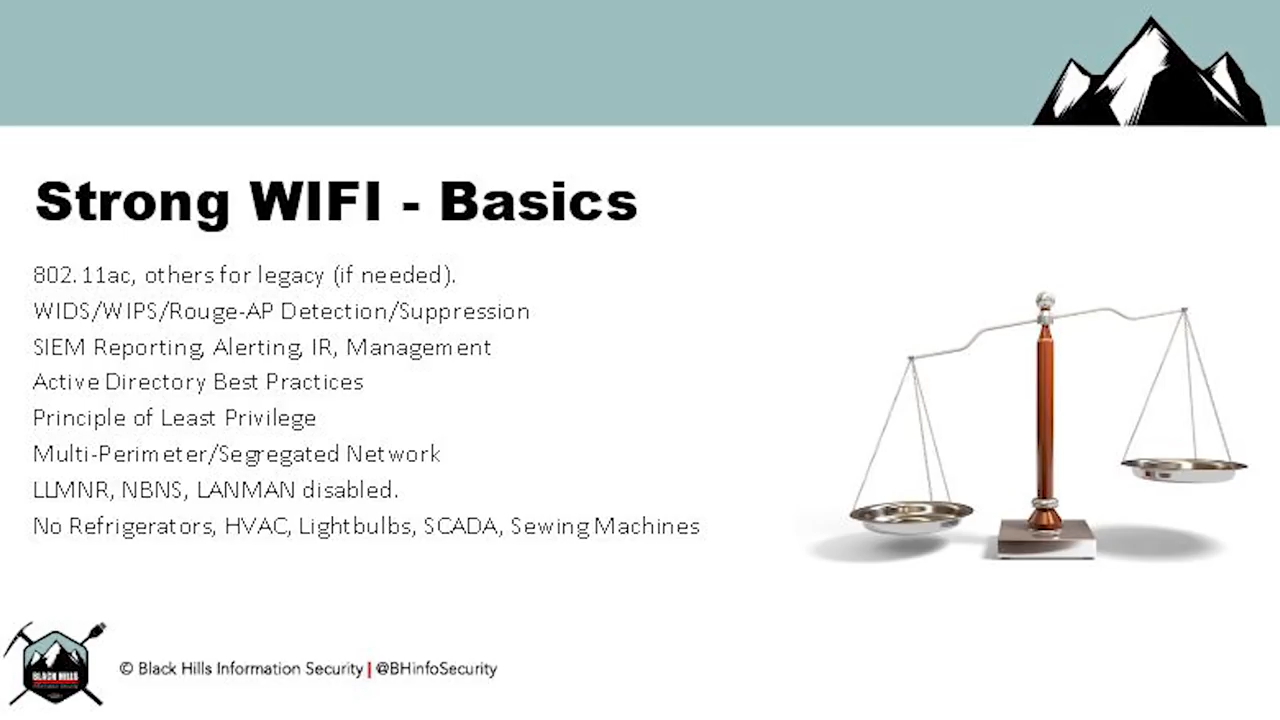 Strong WIFI - Basics
802.11ac, others for legacy (if needed).
WIDS/WIPS/Rouge-AP Detection/Suppression
SIEM Reporting, Alerting, IR, Management
Active Directory Best Practices
Principle of Least Privilege
Multi-Perimeter/Segregated Network
LLMNR, NBNS, LANMAN disabled.
No Refrigerators, HVAC, Lightbulbs, SCADA, Sewing Machines
BLACK HILLS
© Black Hills Information Security | @BHinfoSecurity